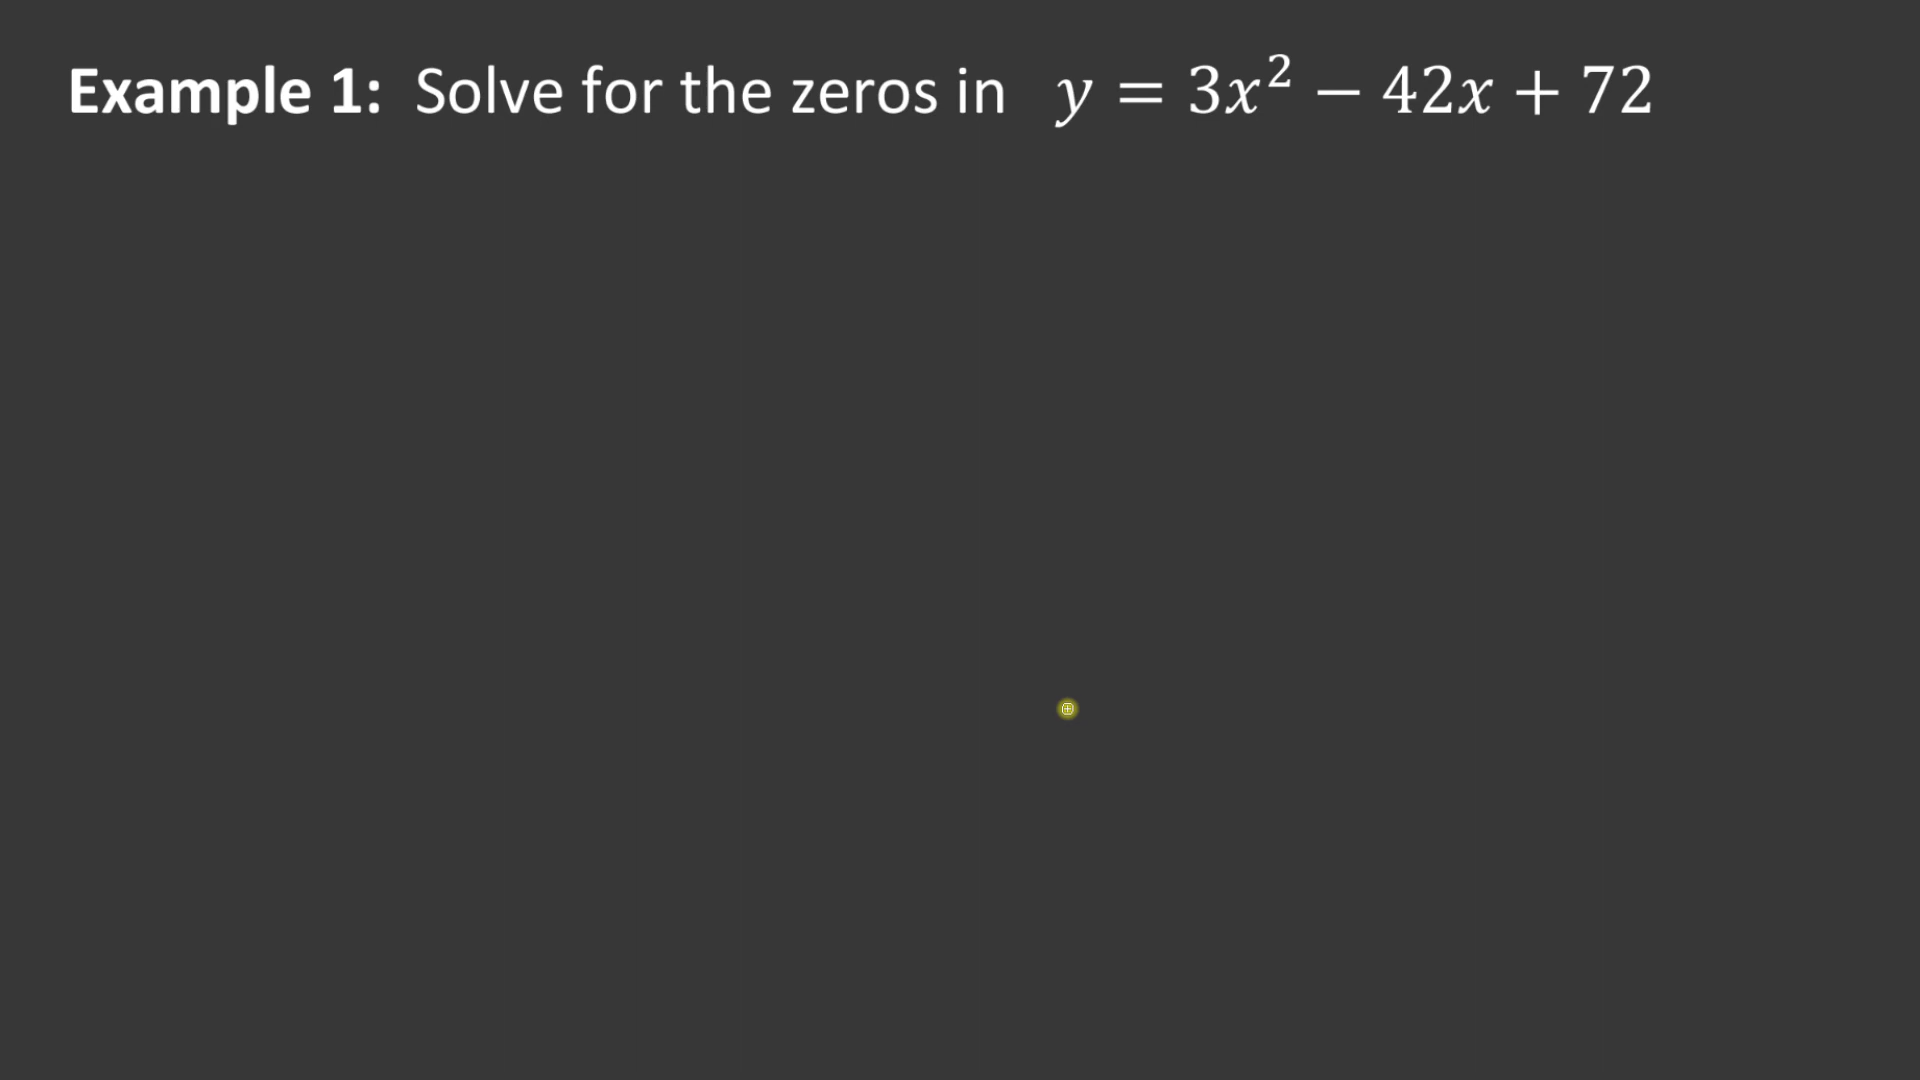 Example 1: Solve for the zeros in y = 3x² − 42x + 72